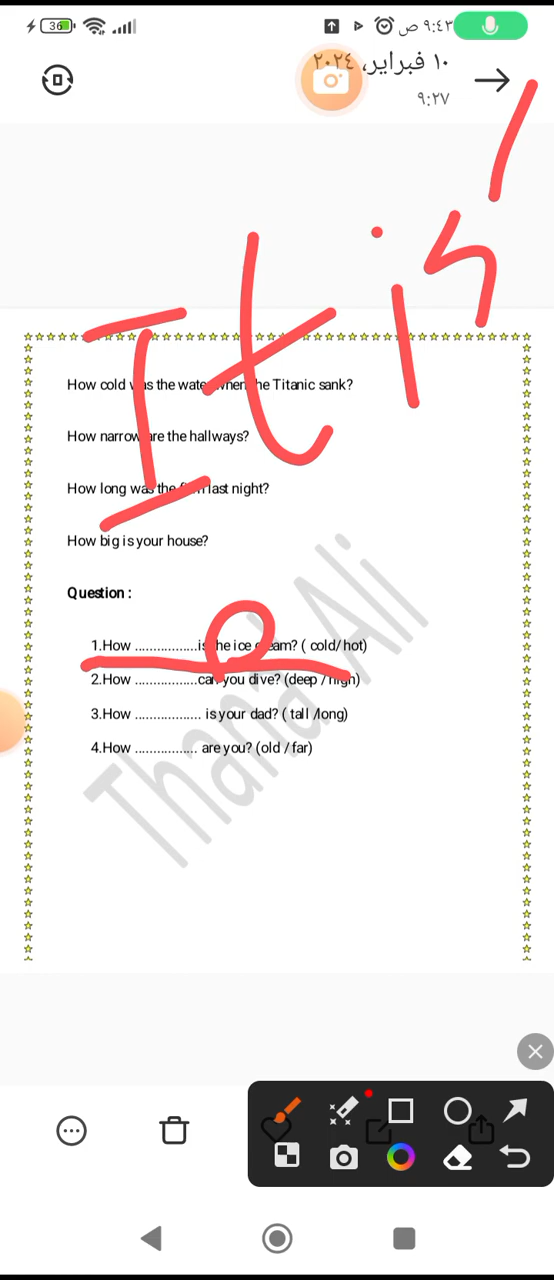 36
٩:٤٣ ص
١٠ فبراير، ٢٠٢٤
٩:٢٧
It is
How cold was the water when the Titanic sank?
How narrow are the hallways?
How long was the film last night?
How big is your house?
Question :
1.How .................is the ice cream? ( cold/hot)
2.How .................can you dive? (deep / high)
3.How .................. is your dad? ( tall /long)
4.How ................. are you? (old / far)
Thana' Ali